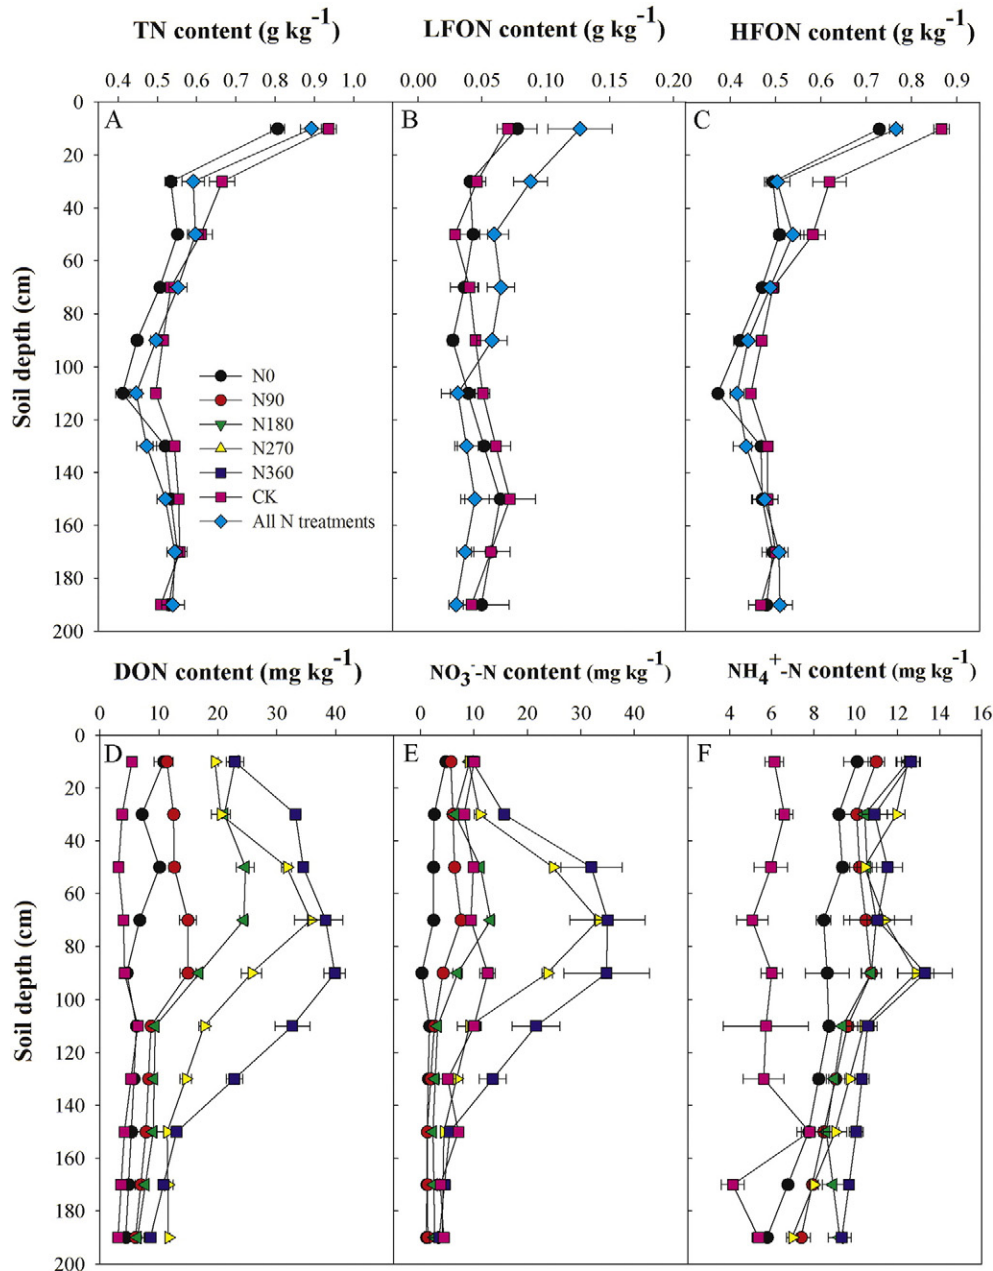 TN content (g kg⁻¹) LFON content (g kg⁻¹) HFON content (g kg⁻¹)
0.4 0.5 0.6 0.7 0.8 0.9 1.0 0.00 0.05 0.10 0.15 0.20 0.4 0.5 0.6 0.7 0.8 0.9
0
A B C
20
40
60
80
100
120
140
160
180
200
Soil depth (cm)
N0
N90
N180
N270
N360
CK
All N treatments
DON content (mg kg⁻¹) NO₃⁻-N content (mg kg⁻¹) NH₄⁺-N content (mg kg⁻¹)
0 10 20 30 40 0 10 20 30 40 4 6 8 10 12 14 16
0
D E F
20
40
60
80
100
120
140
160
180
200
Soil depth (cm)